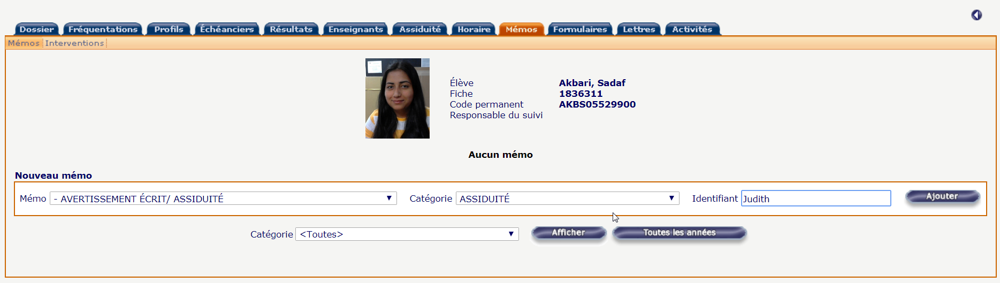 Dossier Fréquentations Profils Échéanciers Résultats Enseignants Assiduité Horaire Mémos Formulaires Lettres Activités
Mémos Interventions
Élève Akbari, Sadaf
Fiche 1836311
Code permanent AKBS05529900
Responsable du suivi
Aucun mémo
Nouveau mémo
Mémo - AVERTISSEMENT ÉCRIT/ ASSIDUITÉ Catégorie ASSIDUITÉ Identifiant Judith Ajouter
Catégorie <Toutes> Afficher Toutes les années